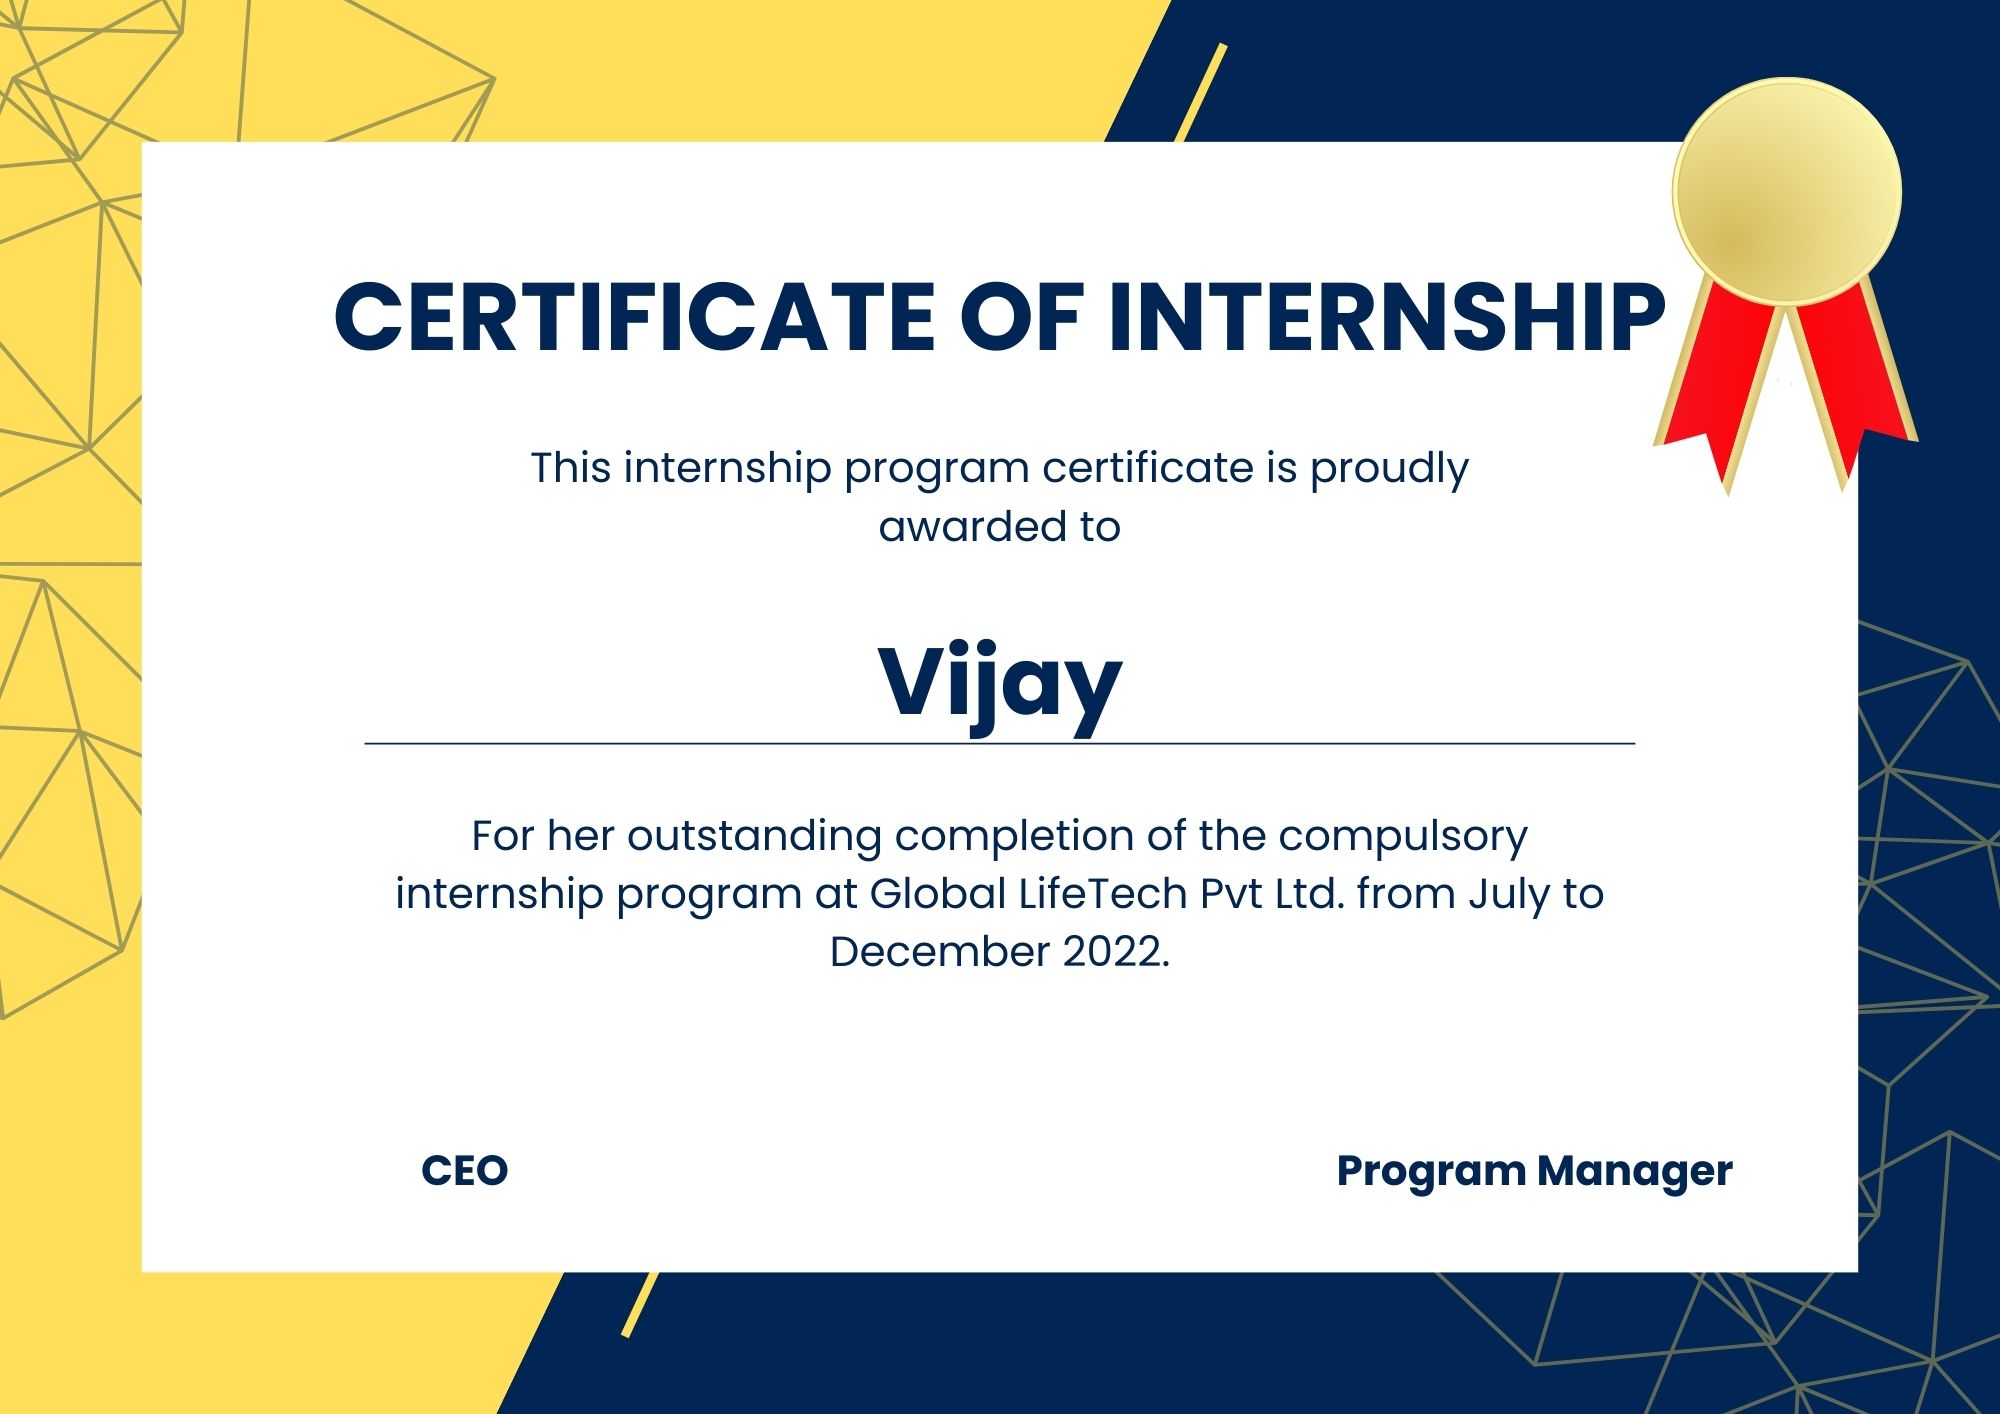 CERTIFICATE OF INTERNSHIP
This internship program certificate is proudly
awarded to
Vijay
For her outstanding completion of the compulsory
internship program at Global LifeTech Pvt Ltd. from July to
December 2022.
CEO
Program Manager